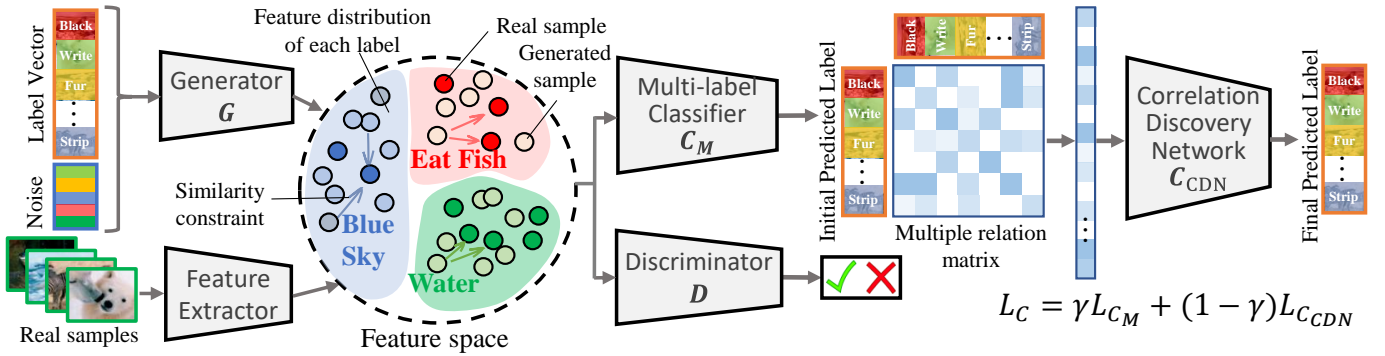 Label Vector
Black
Write
Fur
Strip
Noise
Real samples
Generator
G
Feature
Extractor
Feature distribution
of each label
Real sample
Generated
sample
Eat Fish
Similarity
constraint
Blue
Sky
Water
Feature space
Multi-label
Classifier
C_M
Discriminator
D
Initial Predicted Label
Black
Write
Fur
Strip
Black
Write
Fur
Strip
Multiple relation
matrix
Correlation
Discovery
Network
C_CDN
Final Predicted Label
Black
Write
Fur
Strip
L_C = γL_{C_M} + (1 − γ)L_{C_{CDN}}